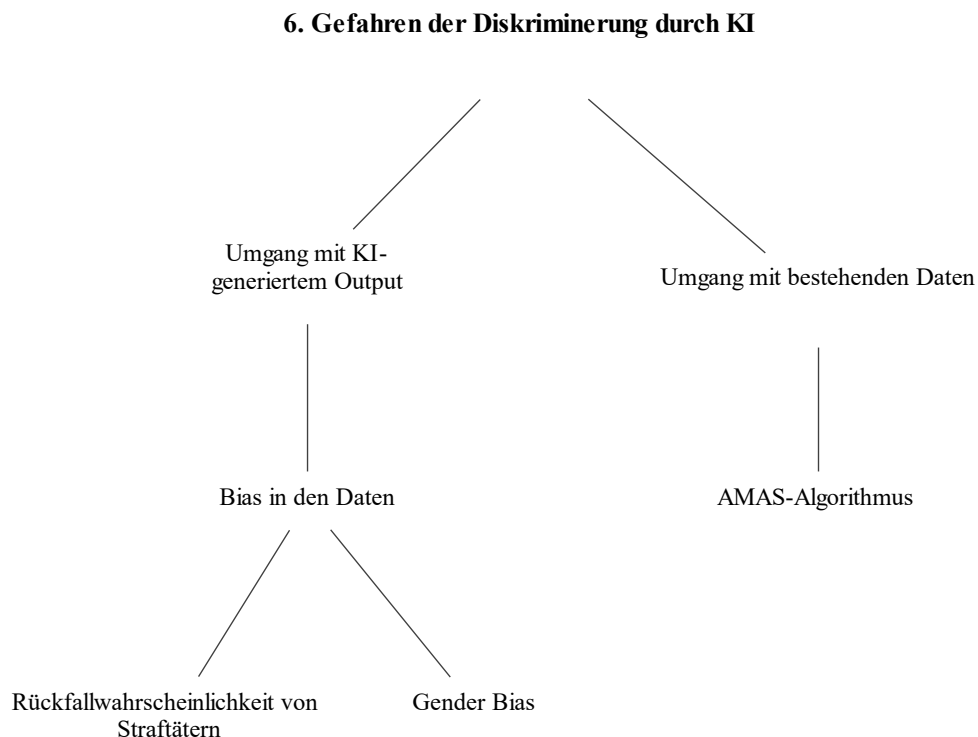 6. Gefahren der Diskriminerung durch KI
Umgang mit KI-
generiertem Output
Umgang mit bestehenden Daten
Bias in den Daten
AMAS-Algorithmus
Rückfallwahrscheinlichkeit von
Straftätern
Gender Bias